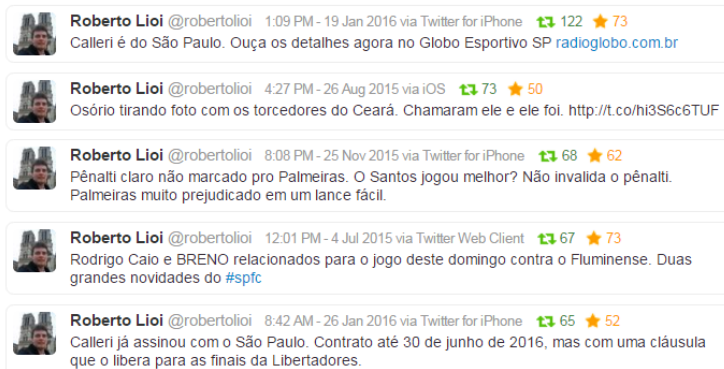 Roberto Lioi @robertolioi 1:09 PM - 19 Jan 2016 via Twitter for iPhone 122 73
Calleri é do São Paulo. Ouça os detalhes agora no Globo Esportivo SP radioglobo.com.br
Roberto Lioi @robertolioi 4:27 PM - 26 Aug 2015 via iOS 73 50
Osório tirando foto com os torcedores do Ceará. Chamaram ele e ele foi. http://t.co/hi3S6c6TUF
Roberto Lioi @robertolioi 8:08 PM - 25 Nov 2015 via Twitter for iPhone 68 62
Pênalti claro não marcado pro Palmeiras. O Santos jogou melhor? Não invalida o pênalti.
Palmeiras muito prejudicado em um lance fácil.
Roberto Lioi @robertolioi 12:01 PM - 4 Jul 2015 via Twitter Web Client 67 73
Rodrigo Caio e BRENO relacionados para o jogo deste domingo contra o Fluminense. Duas
grandes novidades do #spfc
Roberto Lioi @robertolioi 8:42 AM - 26 Jan 2016 via Twitter for iPhone 65 52
Calleri já assinou com o São Paulo. Contrato até 30 de junho de 2016, mas com uma cláusula
que o libera para as finais da Libertadores.